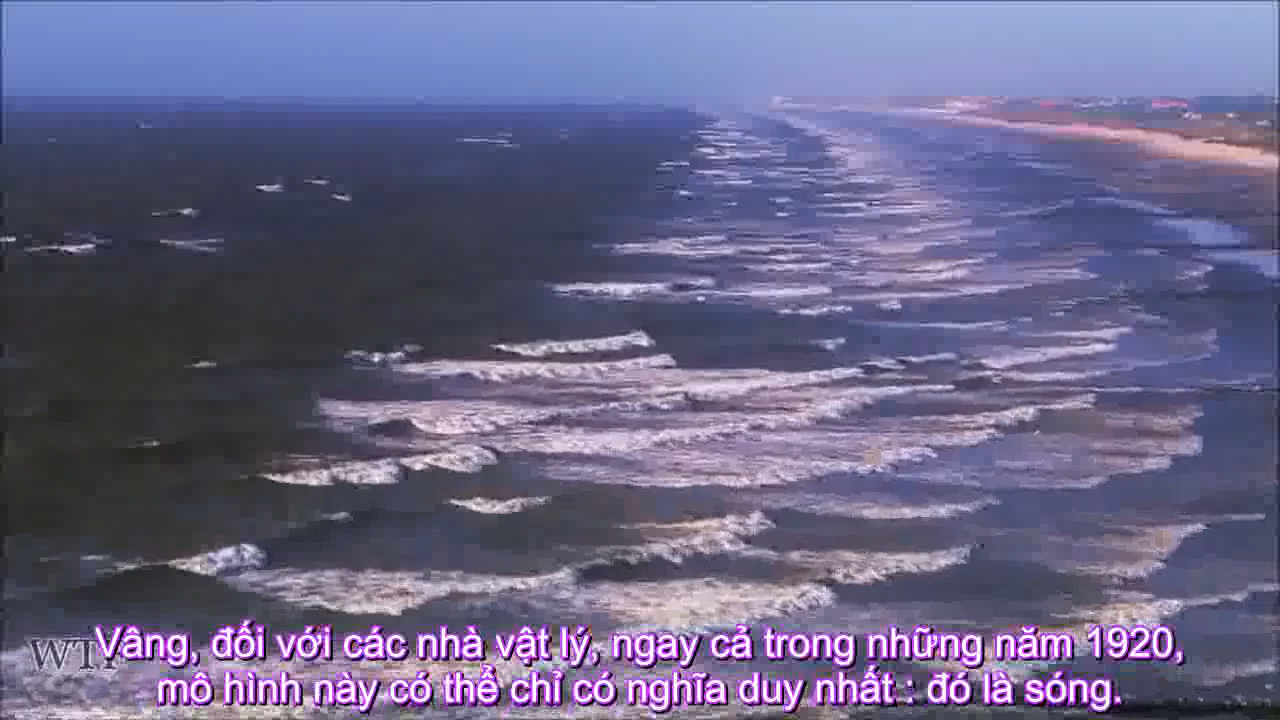 Vâng, đối với các nhà vật lý, ngay cả trong những năm 1920,
mô hình này có thể chỉ có nghĩa duy nhất : đó là sóng.